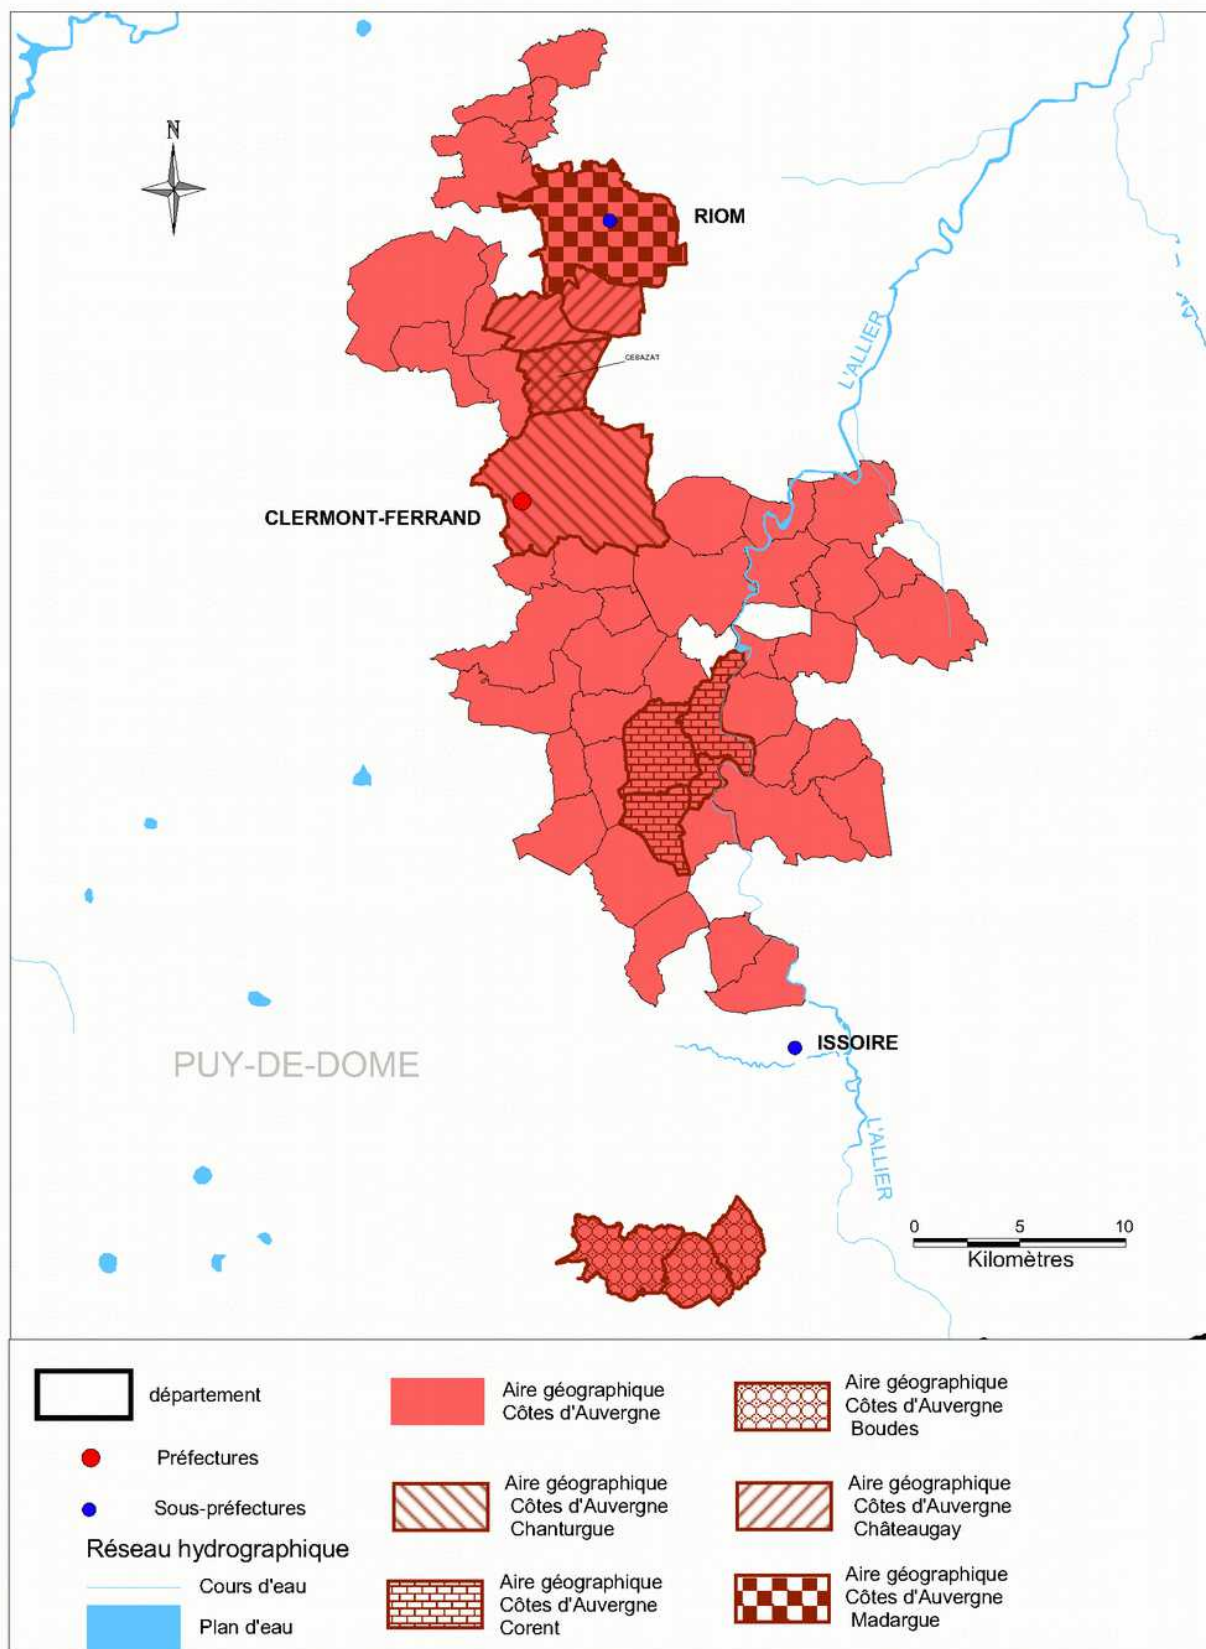 N
RIOM
L'ALLIER
CEBAZAT
CLERMONT-FERRAND
ISSOIRE
PUY-DE-DOME
L'ALLIER
0 5 10
Kilomètres
département
Préfectures
Sous-préfectures
Réseau hydrographique
Cours d'eau
Plan d'eau
Aire géographique
Côtes d'Auvergne
Aire géographique
Côtes d'Auvergne
Chanturgue
Aire géographique
Côtes d'Auvergne
Corent
Aire géographique
Côtes d'Auvergne
Boudes
Aire géographique
Côtes d'Auvergne
Châteaugay
Aire géographique
Côtes d'Auvergne
Madargue